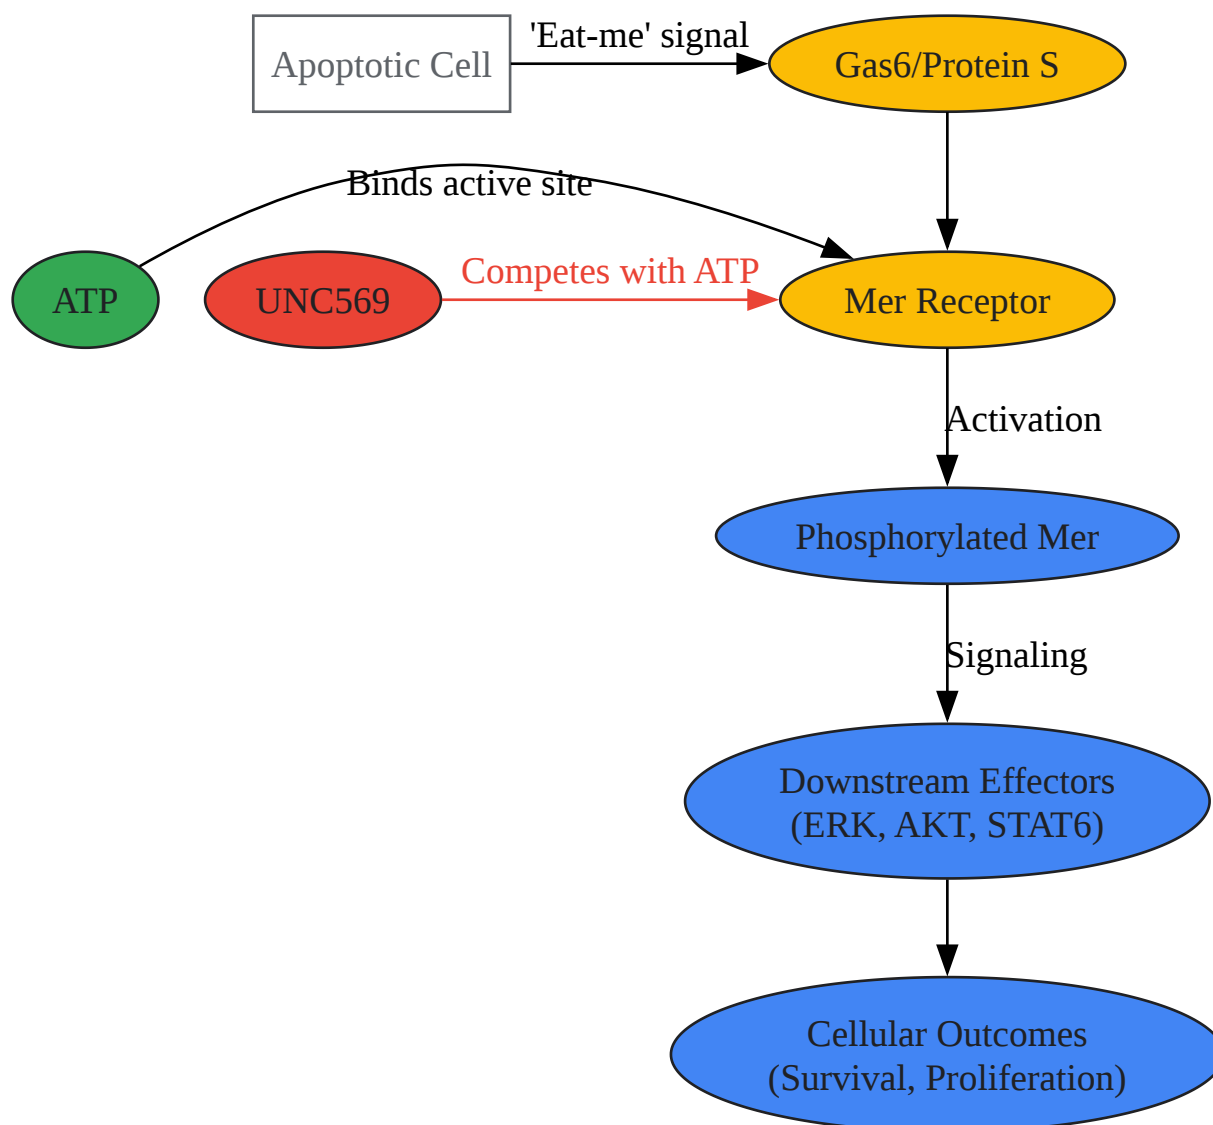 'Eat-me' signal
Apoptotic Cell
Gas6/Protein S
Binds active site
Competes with ATP
ATP
UNC569
Mer Receptor
Activation
Phosphorylated Mer
Signaling
Downstream Effectors
(ERK, AKT, STAT6)
Cellular Outcomes
(Survival, Proliferation)